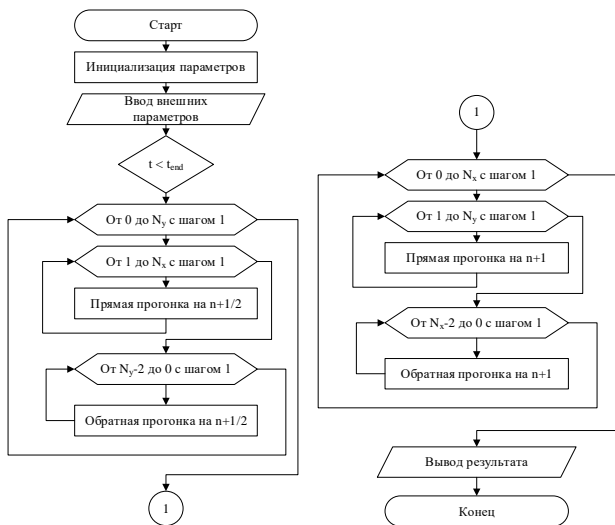 Старт
Инициализация параметров
Ввод внешних
параметров
t < tend
От 0 до Ny с шагом 1
От 1 до Nx с шагом 1
Прямая прогонка на n+1/2
От Ny-2 до 0 с шагом 1
Обратная прогонка на n+1/2
1
1
От 0 до Nx с шагом 1
От 1 до Ny с шагом 1
Прямая прогонка на n+1
От Nx-2 до 0 с шагом 1
Обратная прогонка на n+1
Вывод результата
Конец